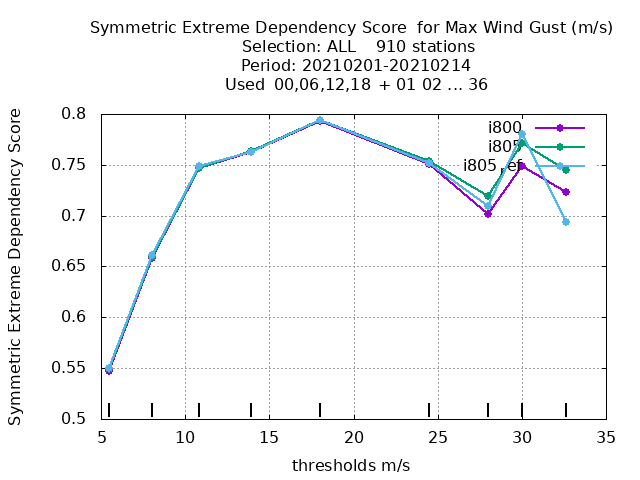 Symmetric Extreme Dependency Score for Max Wind Gust (m/s)
Selection: ALL 910 stations
Period: 20210201-20210214
Used 00,06,12,18 + 01 02 ... 36
Symmetric Extreme Dependency Score
0.8
0.75
0.7
0.65
0.6
0.55
0.5
i800
i805
5 10 15 20 25 30 35
thresholds m/s